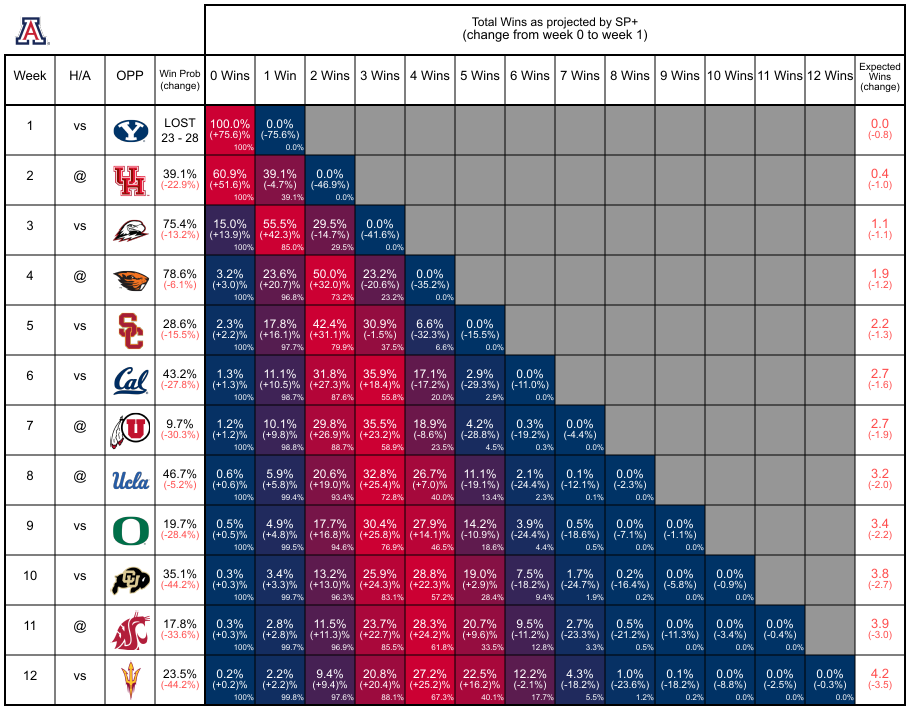 A
Total Wins as projected by SP+
(change from week 0 to week 1)
Week H/A OPP Win Prob (change) 0 Wins 1 Win 2 Wins 3 Wins 4 Wins 5 Wins 6 Wins 7 Wins 8 Wins 9 Wins 10 Wins 11 Wins 12 Wins Expected Wins (change)
1 vs Y LOST 100.0% 0.0% 0.0
23 - 28 (+75.6)% (-75.6%) (-0.8)
100% 0.0%
2 @ UH 39.1% 60.9% 39.1% 0.0% 0.4
(-22.9%) (+51.6)% (-4.7%) (-46.9%) (-1.0)
100% 39.1% 0.0%
3 vs 75.4% 15.0% 55.5% 29.5% 0.0% 1.1
(-13.2%) (+13.9)% (+42.3)% (-14.7%) (-41.6%) (-1.1)
100% 85.0% 29.5% 0.0%
4 @ 78.6% 3.2% 23.6% 50.0% 23.2% 0.0% 1.9
(-6.1%) (+3.0)% (+20.7)% (+32.0)% (-20.6%) (-35.2%) (-1.2)
100% 96.8% 73.2% 23.2% 0.0%
5 vs SC 28.6% 2.3% 17.8% 42.4% 30.9% 6.6% 0.0% 2.2
(-15.5%) (+2.2)% (+16.1)% (+31.1)% (-1.5%) (-32.3%) (-15.5%) (-1.3)
100% 97.7% 79.9% 37.5% 6.6% 0.0%
6 vs Cal 43.2% 1.3% 11.1% 31.8% 35.9% 17.1% 2.9% 0.0% 2.7
(-27.8%) (+1.3)% (+10.5)% (+27.3)% (+18.4)% (-17.2%) (-29.3%) (-11.0%) (-1.6)
100% 98.7% 87.6% 55.8% 20.0% 2.9% 0.0%
7 @ U 9.7% 1.2% 10.1% 29.8% 35.5% 18.9% 4.2% 0.3% 0.0% 2.7
(-30.3%) (+1.2)% (+9.8)% (+26.9)% (+23.2)% (-8.6%) (-28.8%) (-19.2%) (-4.4%) (-1.9)
100% 98.8% 88.7% 58.9% 23.5% 4.5% 0.3% 0.0%
8 @ Ucla 46.7% 0.6% 5.9% 20.6% 32.8% 26.7% 11.1% 2.1% 0.1% 0.0% 3.2
(-5.2%) (+0.6)% (+5.8)% (+19.0)% (+25.4)% (+7.0)% (-19.1%) (-24.4%) (-12.1%) (-2.3%) (-2.0)
100% 99.4% 93.4% 72.8% 40.0% 13.4% 2.3% 0.1% 0.0%
9 vs O 19.7% 0.5% 4.9% 17.7% 30.4% 27.9% 14.2% 3.9% 0.5% 0.0% 0.0% 3.4
(-28.4%) (+0.5)% (+4.8)% (+16.8)% (+25.8)% (+14.1)% (-10.9%) (-24.4%) (-18.6%) (-7.1%) (-1.1%) (-2.2)
100% 99.5% 94.6% 76.9% 46.5% 18.6% 4.4% 0.5% 0.0% 0.0%
10 vs CU 35.1% 0.3% 3.4% 13.2% 25.9% 28.8% 19.0% 7.5% 1.7% 0.2% 0.0% 0.0% 3.8
(-44.2%) (+0.3)% (+3.3)% (+13.0)% (+24.3)% (+22.3)% (+2.9)% (-18.2%) (-24.7%) (-16.4%) (-5.8%) (-0.9%) (-2.7)
100% 99.7% 96.3% 83.1% 57.2% 28.4% 9.4% 1.9% 0.2% 0.0% 0.0%
11 @ 17.8% 0.3% 2.8% 11.5% 23.7% 28.3% 20.7% 9.5% 2.7% 0.5% 0.0% 0.0% 0.0% 3.9
(-33.6%) (+0.3)% (+2.8)% (+11.3)% (+22.7)% (+24.2)% (+9.6)% (-11.2%) (-23.3%) (-21.2%) (-11.3%) (-3.4%) (-0.4%) (-3.0)
100% 99.7% 96.9% 85.5% 61.8% 33.5% 12.8% 3.3% 0.5% 0.0% 0.0% 0.0%
12 vs 23.5% 0.2% 2.2% 9.4% 20.8% 27.2% 22.5% 12.2% 4.3% 1.0% 0.1% 0.0% 0.0% 0.0% 4.2
(-44.2%) (+0.2)% (+2.2)% (+9.4)% (+20.4)% (+25.2)% (+16.2)% (-2.1%) (-18.2%) (-23.6%) (-18.2%) (-8.8%) (-2.5%) (-0.3%) (-3.5)
100% 99.8% 97.6% 88.1% 67.3% 40.1% 17.7% 5.5% 1.2% 0.2% 0.0% 0.0% 0.0%